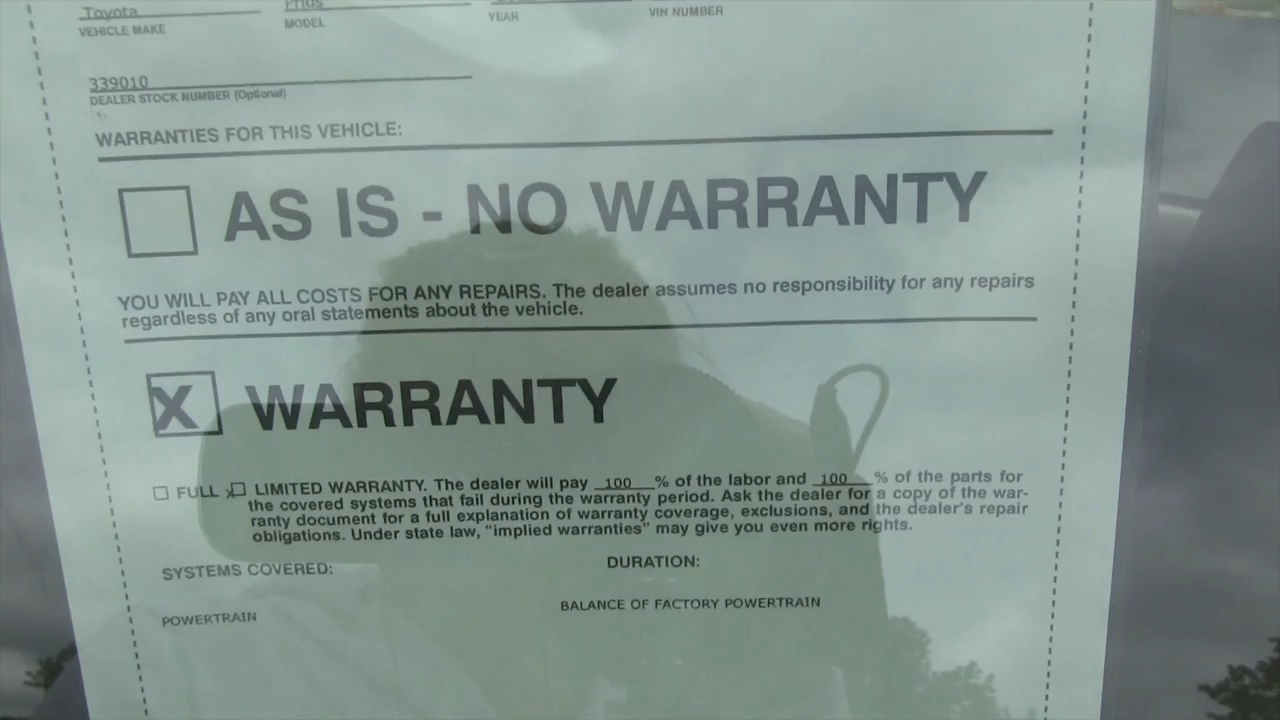 Toyota Prius
VEHICLE MAKE MODEL YEAR VIN NUMBER
339010
DEALER STOCK NUMBER (Optional)
WARRANTIES FOR THIS VEHICLE:
AS IS - NO WARRANTY
YOU WILL PAY ALL COSTS FOR ANY REPAIRS. The dealer assumes no responsibility for any repairs
regardless of any oral statements about the vehicle.
X WARRANTY
FULL X LIMITED WARRANTY. The dealer will pay 100 % of the labor and 100 % of the parts for
the covered systems that fail during the warranty period. Ask the dealer for a copy of the war-
ranty document for a full explanation of warranty coverage, exclusions, and the dealer's repair
obligations. Under state law, "implied warranties" may give you even more rights.
SYSTEMS COVERED: DURATION:
POWERTRAIN BALANCE OF FACTORY POWERTRAIN